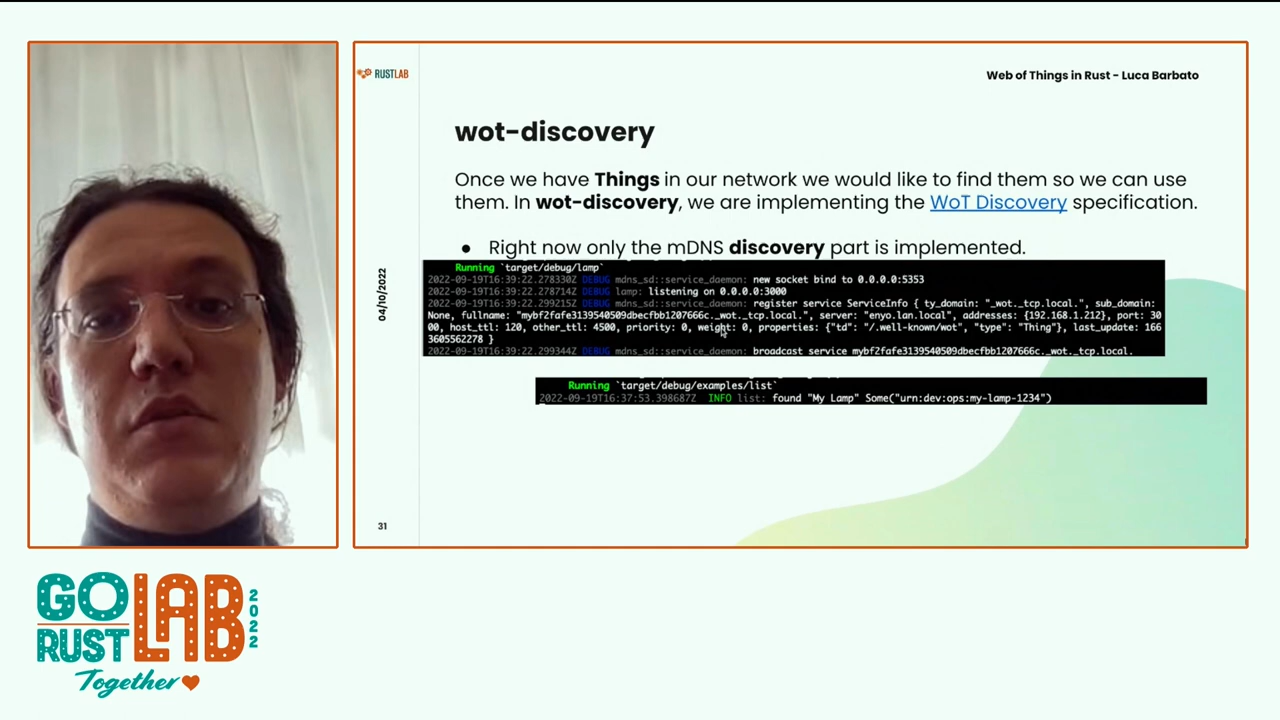 RUSTLAB
Web of Things in Rust - Luca Barbato
wot-discovery
Once we have Things in our network we would like to find them so we can use
them. In wot-discovery, we are implementing the WoT Discovery specification.
● Right now only the mDNS discovery part is implemented.
Running `target/debug/lamp`
2022-09-19T16:39:22.278330Z DEBUG mdns_sd::service_daemon: new socket bind to 0.0.0.0:5353
2022-09-19T16:39:22.278714Z DEBUG lamp: listening on 0.0.0.0:3000
2022-09-19T16:39:22.299215Z DEBUG mdns_sd::service_daemon: register service ServiceInfo { ty_domain: "_wot._tcp.local.", sub_domain:
None, fullname: "mybf2fafe3139540509dbecfbb1207666c._wot._tcp.local.", server: "enyo.lan.local", addresses: {192.168.1.212}, port: 30
00, host_ttl: 120, other_ttl: 4500, priority: 0, weight: 0, properties: {"td": "/.well-known/wot", "type": "Thing"}, last_update: 166
3605562278 }
2022-09-19T16:39:22.299344Z DEBUG mdns_sd::service_daemon: broadcast service mybf2fafe3139540509dbecfbb1207666c._wot._tcp.local.
Running `target/debug/examples/list`
2022-09-19T16:37:53.398687Z INFO list: found "My Lamp" Some("urn:dev:ops:my-lamp-1234")
04/10/2022
31
GO LAB 2022
RUST
Together